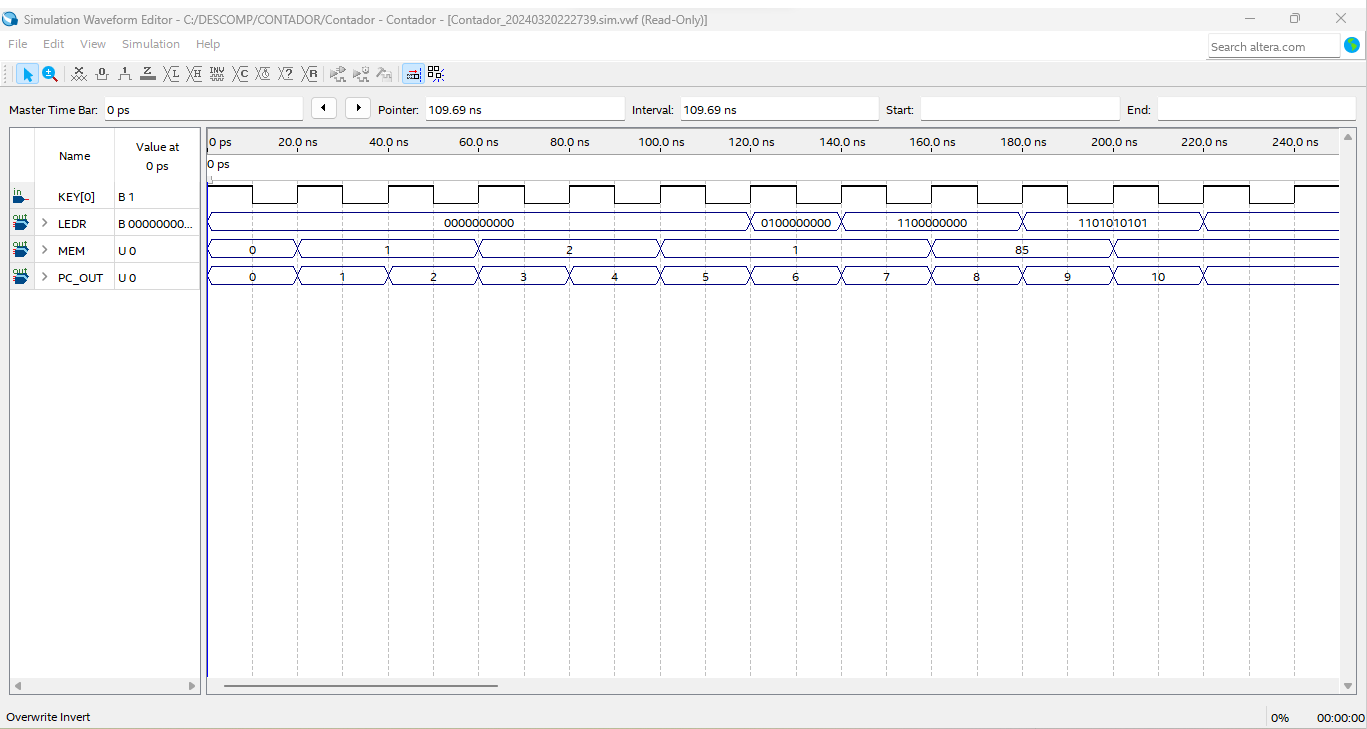 Simulation Waveform Editor - C:/DESCOMP/CONTADOR/Contador - Contador - [Contador_20240320222739.sim.vwf (Read-Only)]
File Edit View Simulation Help
Search altera.com
Master Time Bar: 0 ps Pointer: 109.69 ns Interval: 109.69 ns Start: End:
Name Value at 0 ps
0 ps 20.0 ns 40.0 ns 60.0 ns 80.0 ns 100.0 ns 120.0 ns 140.0 ns 160.0 ns 180.0 ns 200.0 ns 220.0 ns 240.0 ns
0 ps
in KEY[0] B 1
out LEDR B 00000000... 0000000000 0100000000 1100000000 1101010101
out MEM U 0 0 1 2 1 85
out PC_OUT U 0 0 1 2 3 4 5 6 7 8 9 10
Overwrite Invert 0% 00:00:00